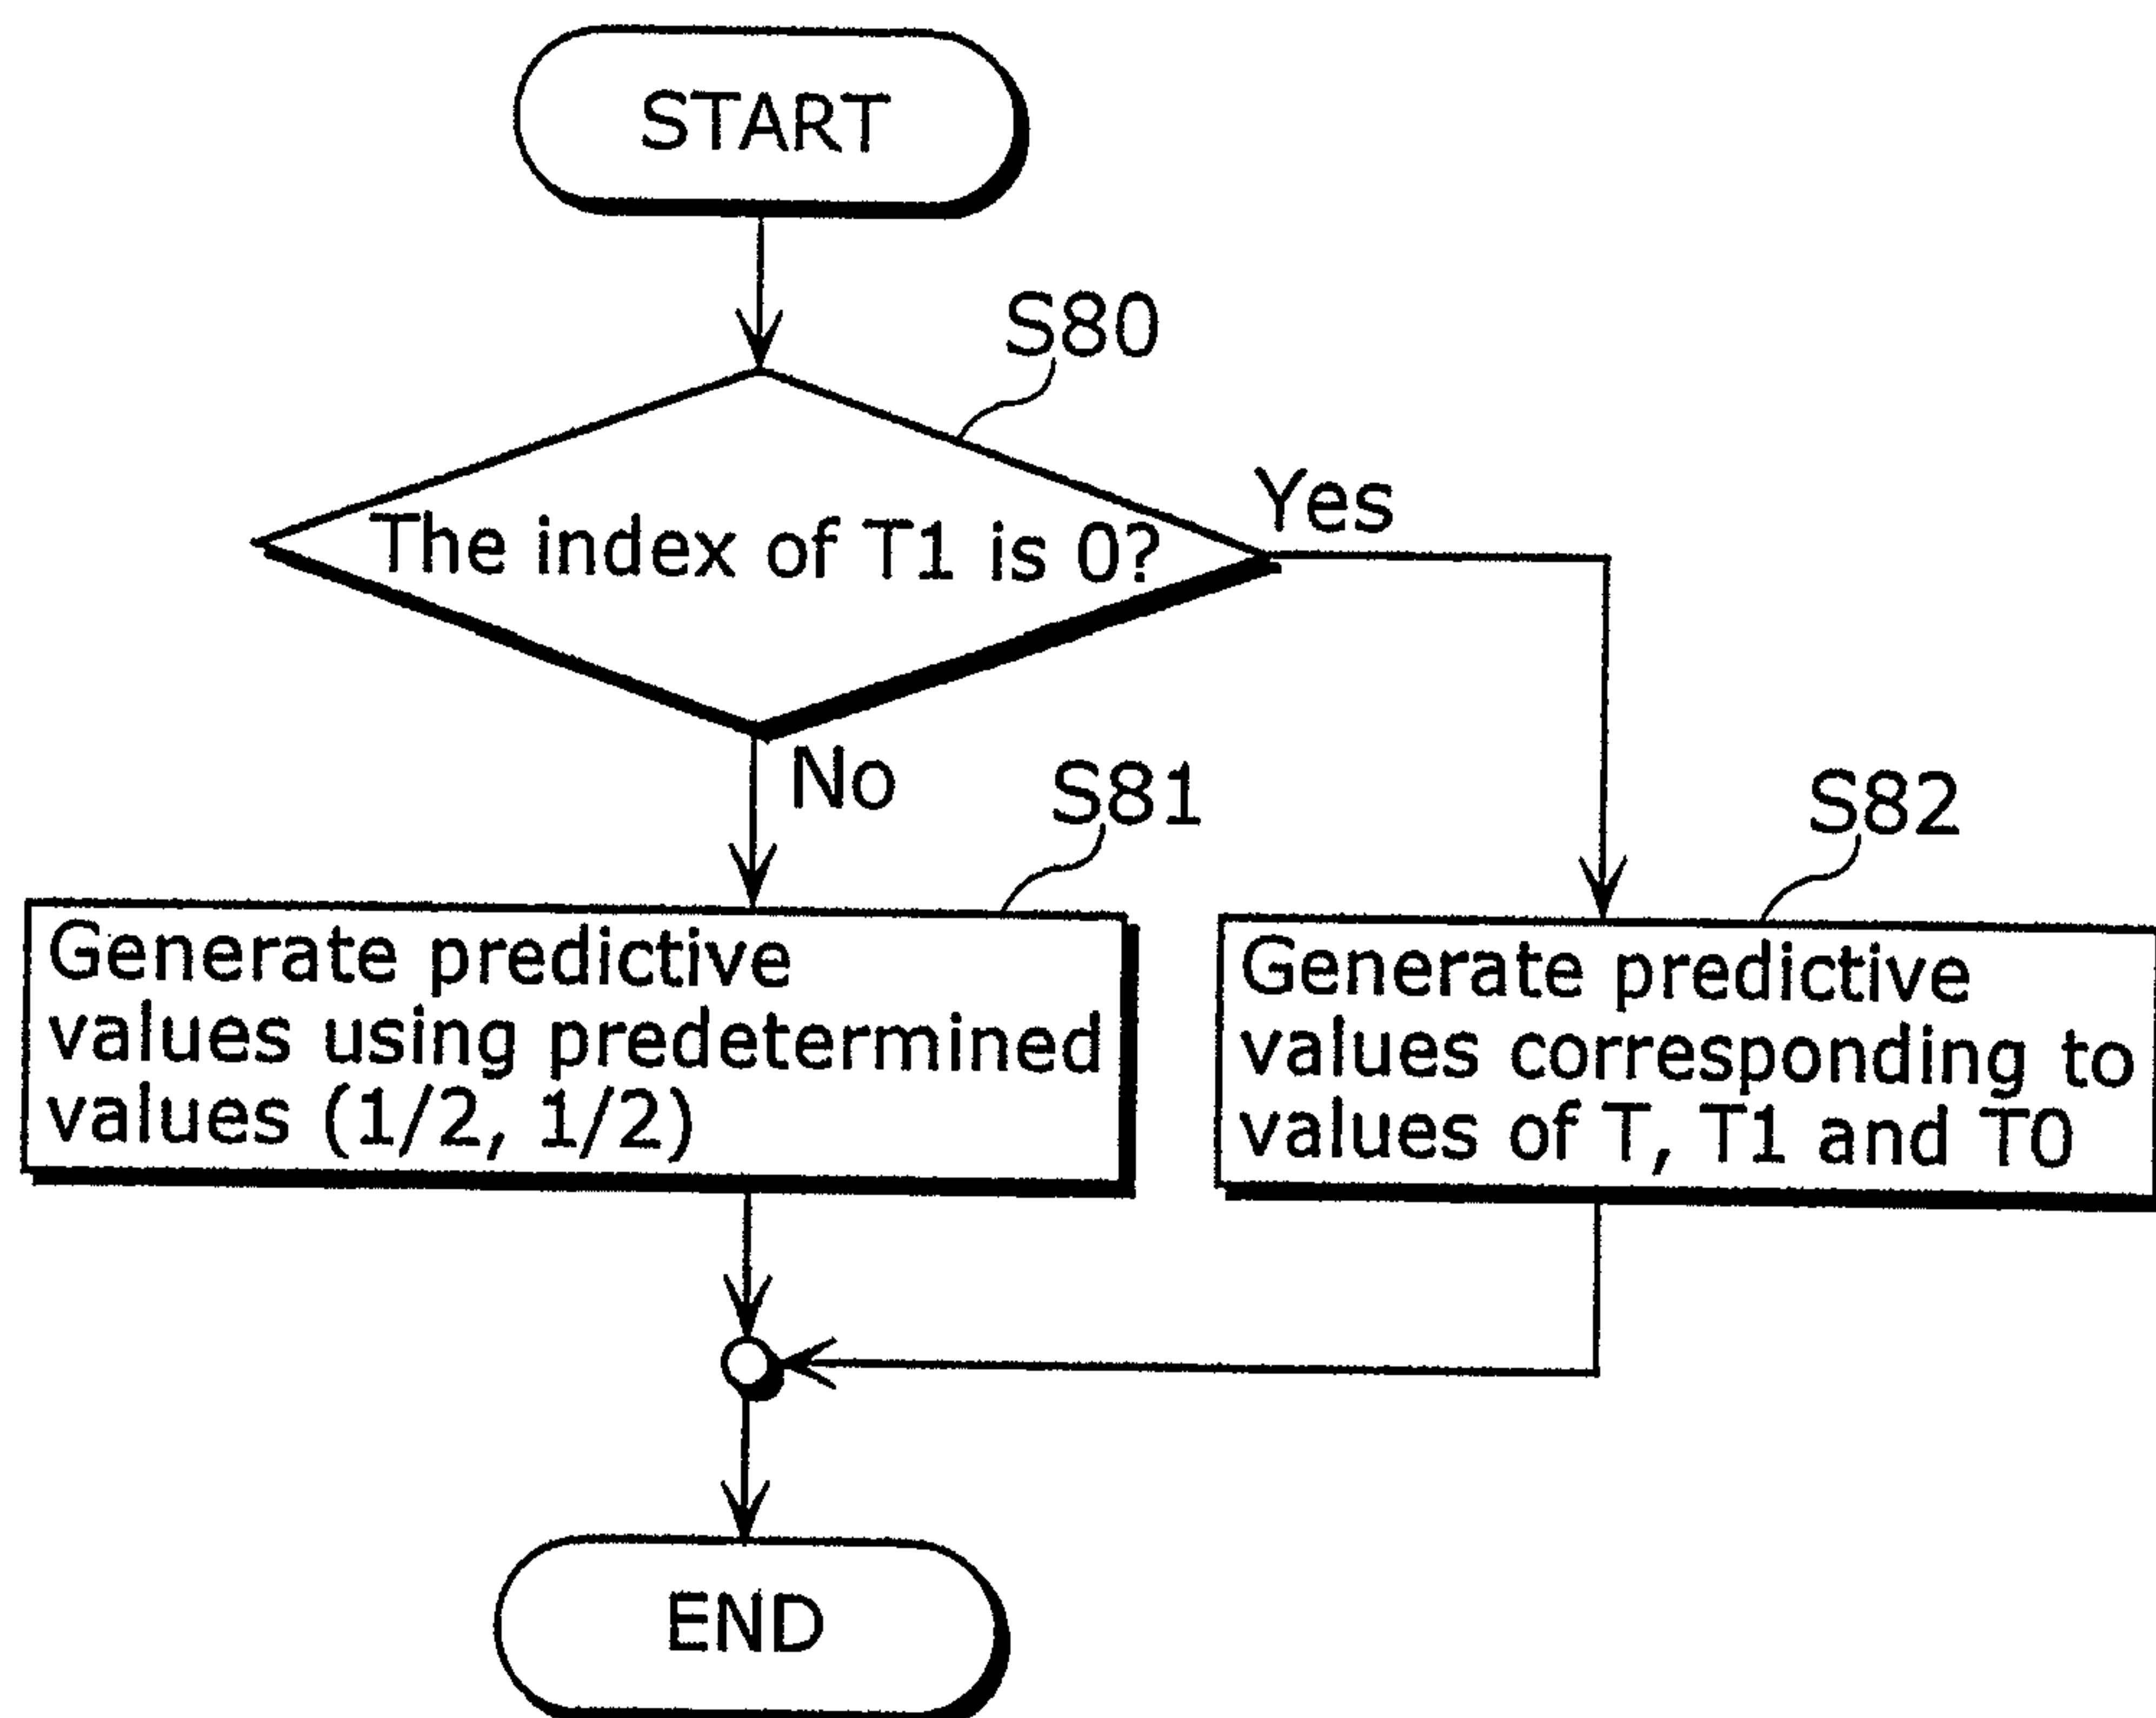 START
S80
The index of T1 is 0?
Yes
No
S81
S82
Generate predictive
values using predetermined
values (1/2, 1/2)
Generate predictive
values corresponding to
values of T, T1 and T0
END